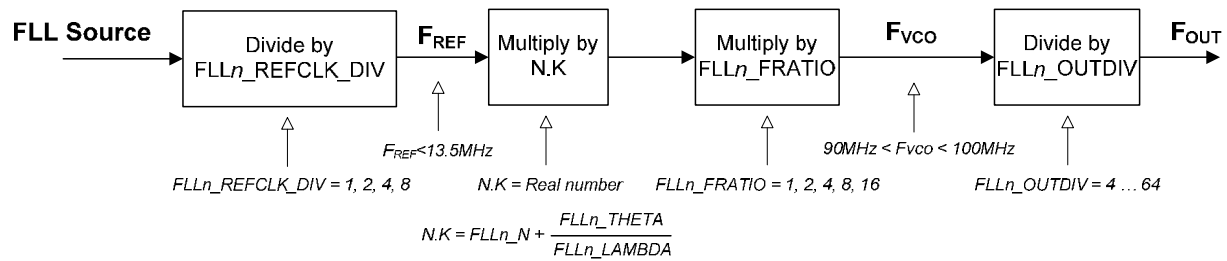 FLL Source
Divide by
FLLn_REFCLK_DIV
FREF
Multiply by
N.K
Multiply by
FLLn_FRATIO
FVCO
Divide by
FLLn_OUTDIV
FOUT
FREF<13.5MHz
90MHz < Fvco < 100MHz
FLLn_REFCLK_DIV = 1, 2, 4, 8
N.K = Real number
FLLn_FRATIO = 1, 2, 4, 8, 16
FLLn_OUTDIV = 4 … 64
N.K = FLLn_N + FLLn_THETA
FLLn_LAMBDA